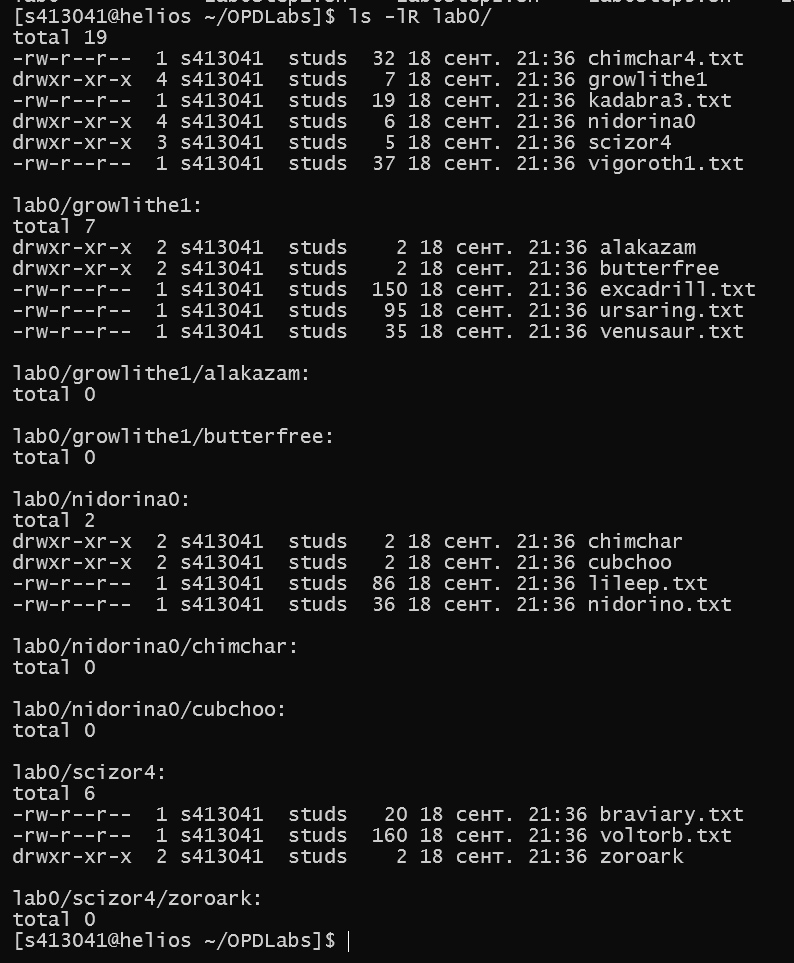 [s413041@helios ~/OPDLabs]$ ls -lR lab0/
total 19
-rw-r--r--  1 s413041  studs   32 18 сент. 21:36 chimchar4.txt
drwxr-xr-x  4 s413041  studs    7 18 сент. 21:36 growlithe1
-rw-r--r--  1 s413041  studs   19 18 сент. 21:36 kadabra3.txt
drwxr-xr-x  4 s413041  studs    6 18 сент. 21:36 nidorina0
drwxr-xr-x  3 s413041  studs    5 18 сент. 21:36 scizor4
-rw-r--r--  1 s413041  studs   37 18 сент. 21:36 vigoroth1.txt

lab0/growlithe1:
total 7
drwxr-xr-x  2 s413041  studs    2 18 сент. 21:36 alakazam
drwxr-xr-x  2 s413041  studs    2 18 сент. 21:36 butterfree
-rw-r--r--  1 s413041  studs  150 18 сент. 21:36 excadrill.txt
-rw-r--r--  1 s413041  studs   95 18 сент. 21:36 ursaring.txt
-rw-r--r--  1 s413041  studs   35 18 сент. 21:36 venusaur.txt

lab0/growlithe1/alakazam:
total 0

lab0/growlithe1/butterfree:
total 0

lab0/nidorina0:
total 2
drwxr-xr-x  2 s413041  studs   2 18 сент. 21:36 chimchar
drwxr-xr-x  2 s413041  studs   2 18 сент. 21:36 cubchoo
-rw-r--r--  1 s413041  studs  86 18 сент. 21:36 lileep.txt
-rw-r--r--  1 s413041  studs  36 18 сент. 21:36 nidorino.txt

lab0/nidorina0/chimchar:
total 0

lab0/nidorina0/cubchoo:
total 0

lab0/scizor4:
total 6
-rw-r--r--  1 s413041  studs   20 18 сент. 21:36 braviary.txt
-rw-r--r--  1 s413041  studs  160 18 сент. 21:36 voltorb.txt
drwxr-xr-x  2 s413041  studs    2 18 сент. 21:36 zoroark

lab0/scizor4/zoroark:
total 0
[s413041@helios ~/OPDLabs]$